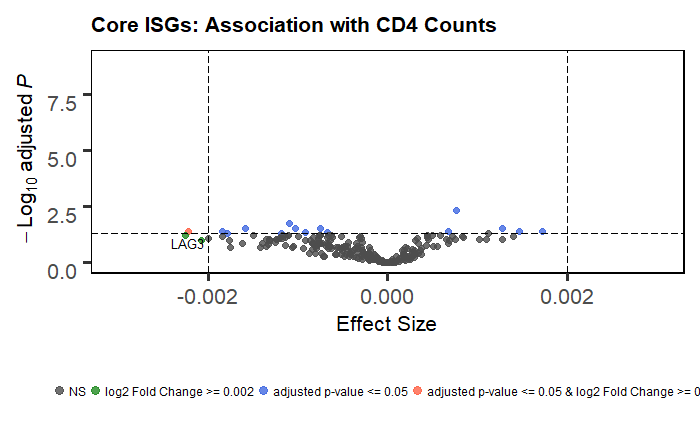 Core ISGs: Association with CD4 Counts
− Log10 adjusted P
7.5
5.0
2.5
0.0
LAG3
-0.002 0.000 0.002
Effect Size
NS log2 Fold Change >= 0.002 adjusted p-value <= 0.05 adjusted p-value <= 0.05 & log2 Fold Change >= 0